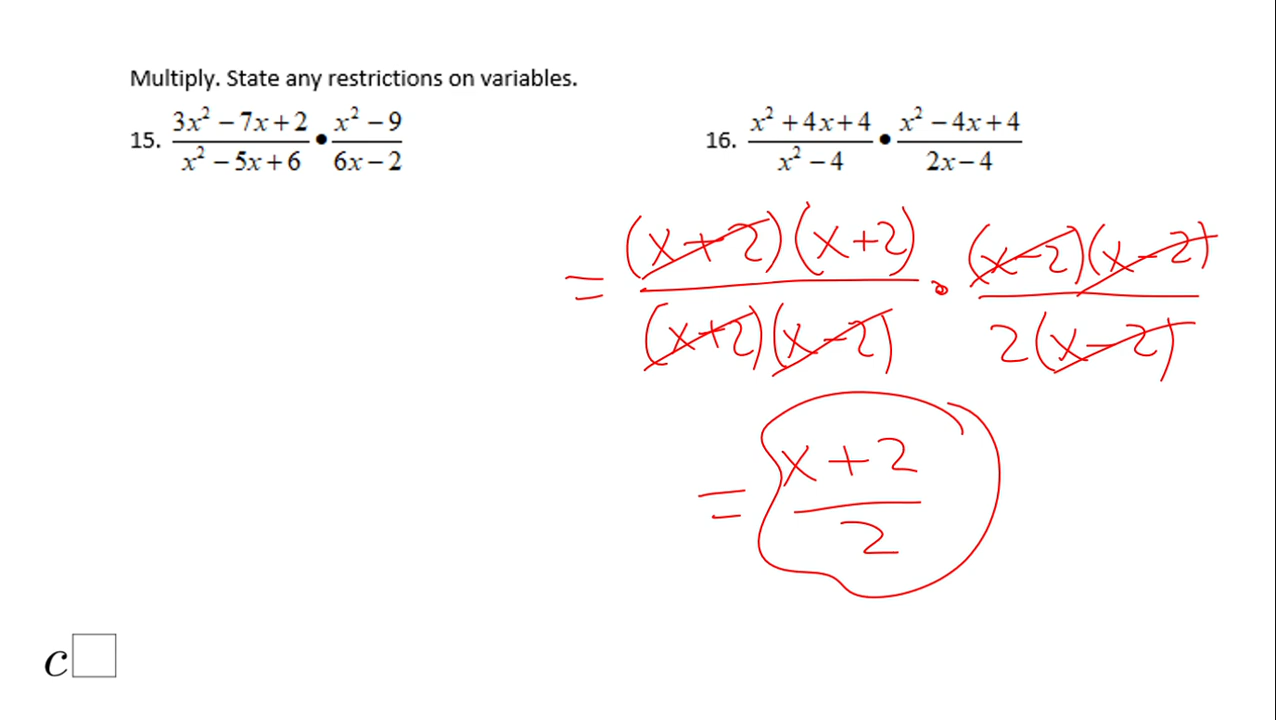 Multiply. State any restrictions on variables.
15. (3x² − 7x + 2)/(x² − 5x + 6) • (x² − 9)/(6x − 2)
16. (x² + 4x + 4)/(x² − 4) • (x² − 4x + 4)/(2x − 4)
= (x+2)(x+2)/(x+2)(x−2) · (x−2)(x−2)/2(x−2)
= (x+2)/2
c□